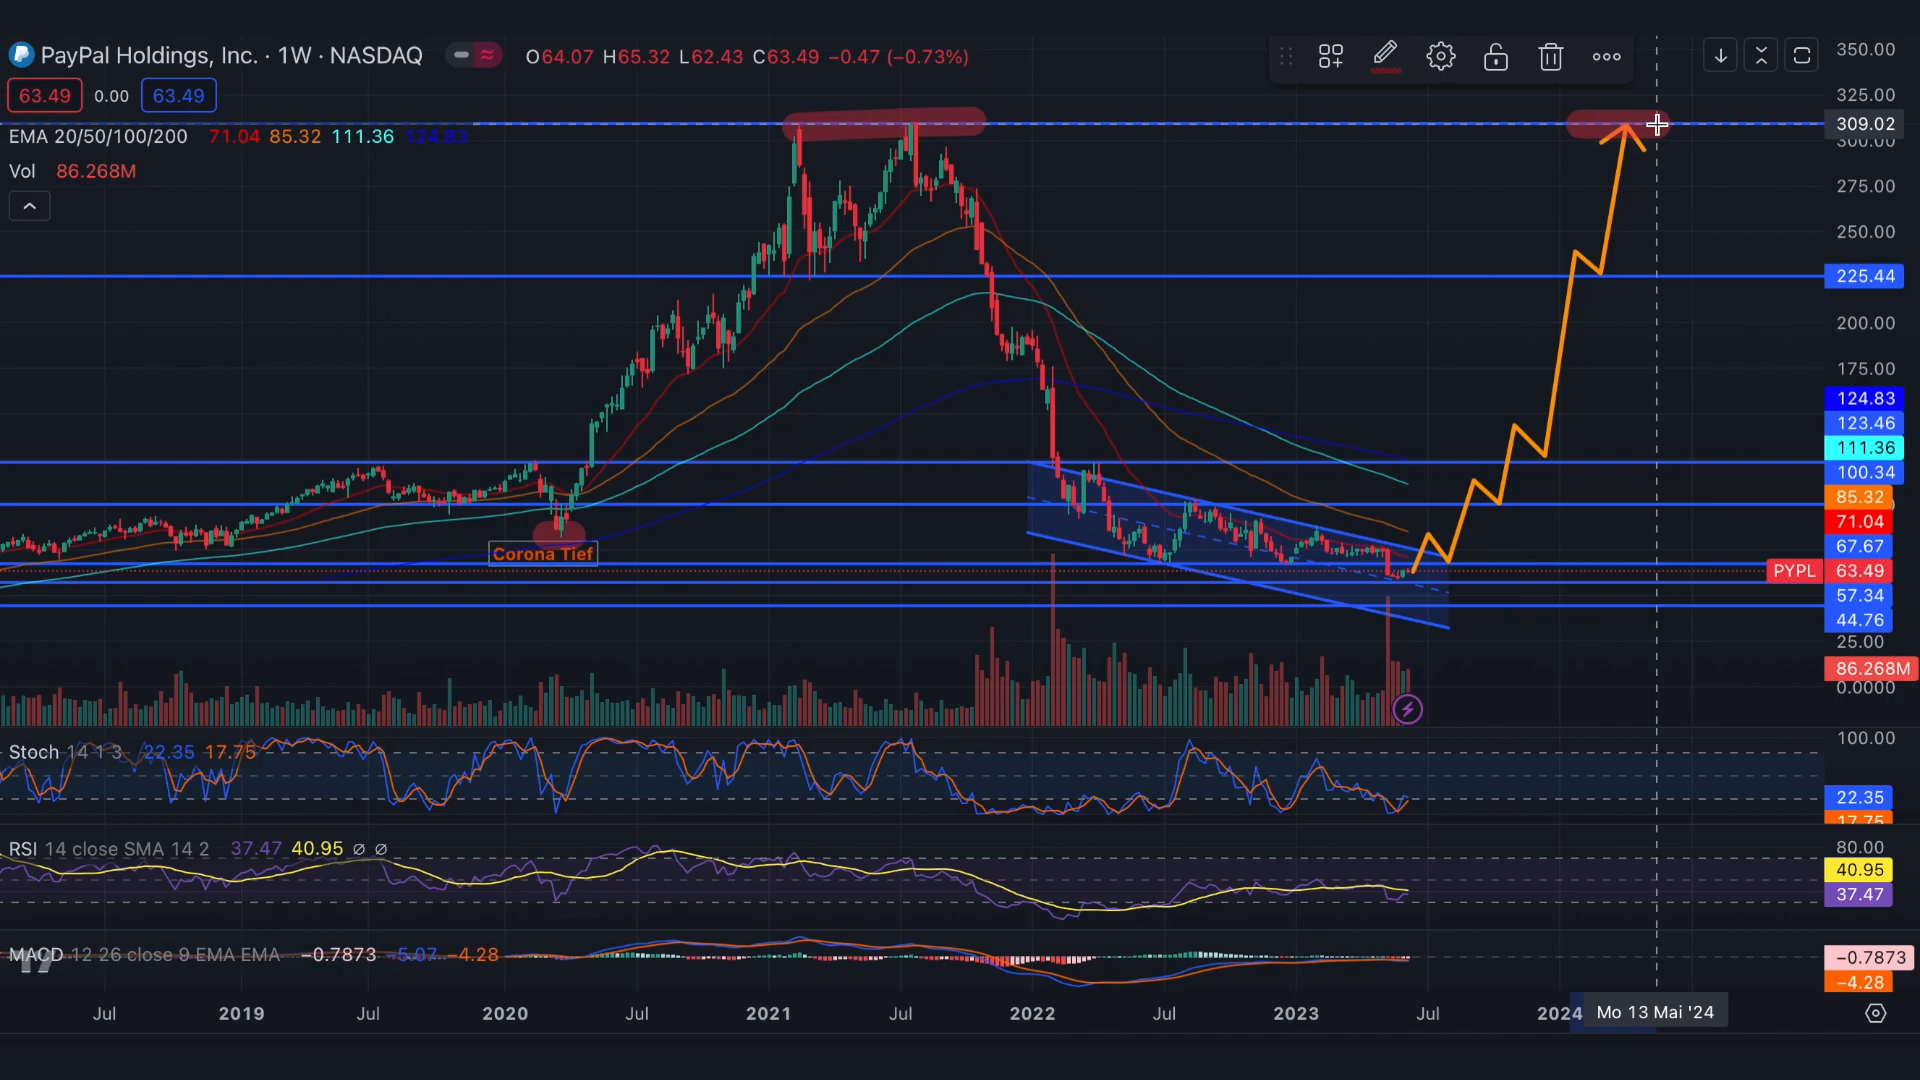 PayPal Holdings, Inc. · 1W · NASDAQ O64.07 H65.32 L62.43 C63.49 −0.47 (−0.73%)
63.49 0.00 63.49
EMA 20/50/100/200 71.04 85.32 111.36 124.83
Vol 86.268M
350.00
325.00
309.02
300.00
275.00
250.00
225.44
200.00
175.00
124.83
123.46
111.36
100.34
85.32
71.04
67.67
PYPL 63.49
57.34
44.76
25.00
86.268M
0.0000
Corona Tief
Stoch 14 1 3 22.35 17.75
100.00
22.35
17.75
RSI 14 close SMA 14 2 37.47 40.95 ∅ ∅
80.00
40.95
37.47
MACD 12 26 close 9 EMA EMA −0.7873 −5.07 −4.28
−0.7873
−4.28
Jul 2019 Jul 2020 Jul 2021 Jul 2022 Jul 2023 Jul 2024 Mo 13 Mai '24